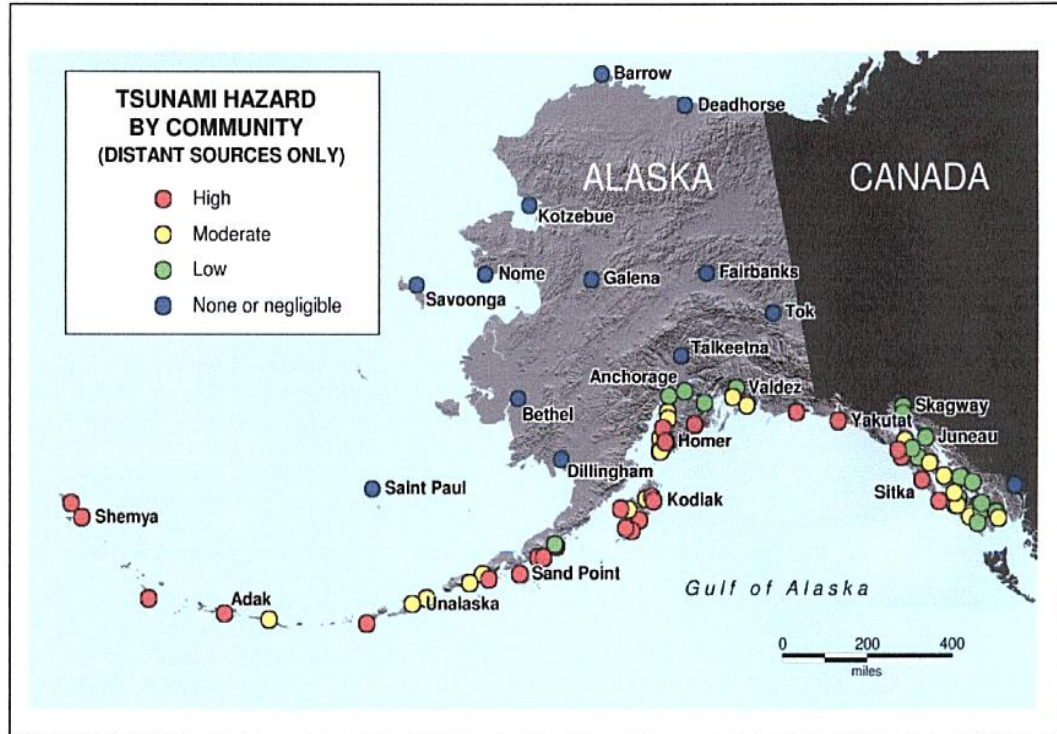 TSUNAMI HAZARD
BY COMMUNITY
(DISTANT SOURCES ONLY)
High
Moderate
Low
None or negligible
Barrow
Deadhorse
ALASKA
CANADA
Kotzebue
Nome
Galena
Fairbanks
Savoonga
Tok
Talkeetna
Anchorage
Valdez
Bethel
Skagway
Yakutat
Juneau
Homer
Dillingham
Saint Paul
Sitka
Kodiak
Shemya
Sand Point
Gulf of Alaska
Adak
Unalaska
0 200 400
miles